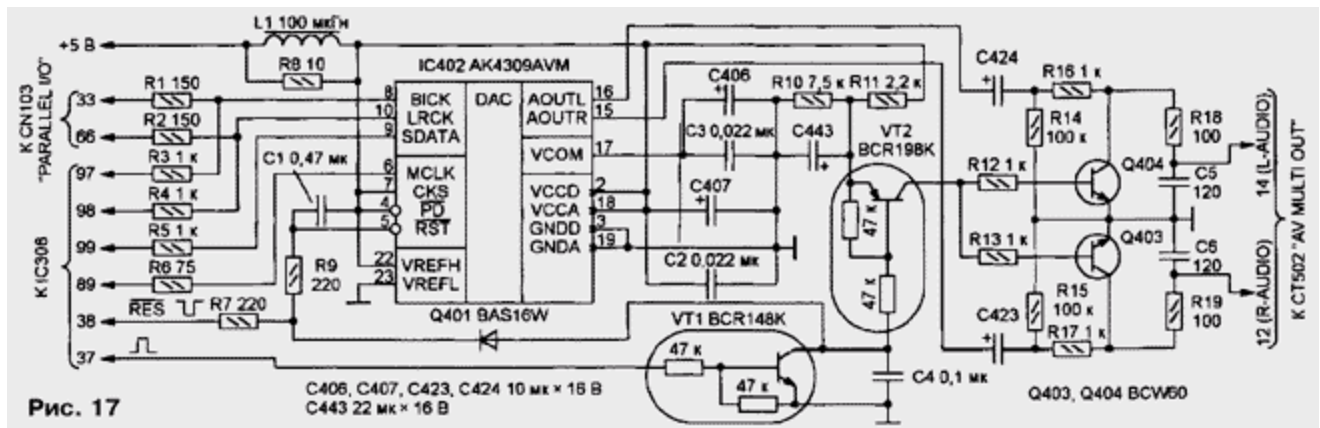 L1 100 мкГн
+5 В
R8 10
IC402 AK4309AVM
К CN103
"PARALLEL I/O"
33
R1 150
66
R2 150
97
R3 1 к
98
R4 1 к
99
R5 1 к
89
R6 75
К IC308
C1 0,47 мк
R9
220
RES
R7 220
38
37
8
10
9
6
7
4
5
22
23
BICK
LRCK
SDATA
MCLK
CKS
PD
RST
VREFH
VREFL
DAC
AOUTL
AOUTR
VCOM
VCCD
VCCA
GNDD
GNDA
16
15
17
2
18
3
19
Q401 BAS16W
C406
C3 0,022 мк
C407
C2 0,022 мк
R10 7,5 к
R11 2,2 к
C443
VT2
BCR198K
47 к
47 к
VT1 BCR148K
47 к
47 к
C4 0,1 мк
C424
R16 1 к
R14
100 к
R12 1 к
Q404
R13 1 к
Q403
R15
100 к
C423
R17 1 к
R18
100
C5
120
C6
120
R19
100
14 (L-AUDIO)
12 (R-AUDIO)
К CT502 "AV MULTI OUT"
C406, C407, C423, C424 10 мк × 16 В
C443 22 мк × 16 В
Q403, Q404 BCW60
Рис. 17